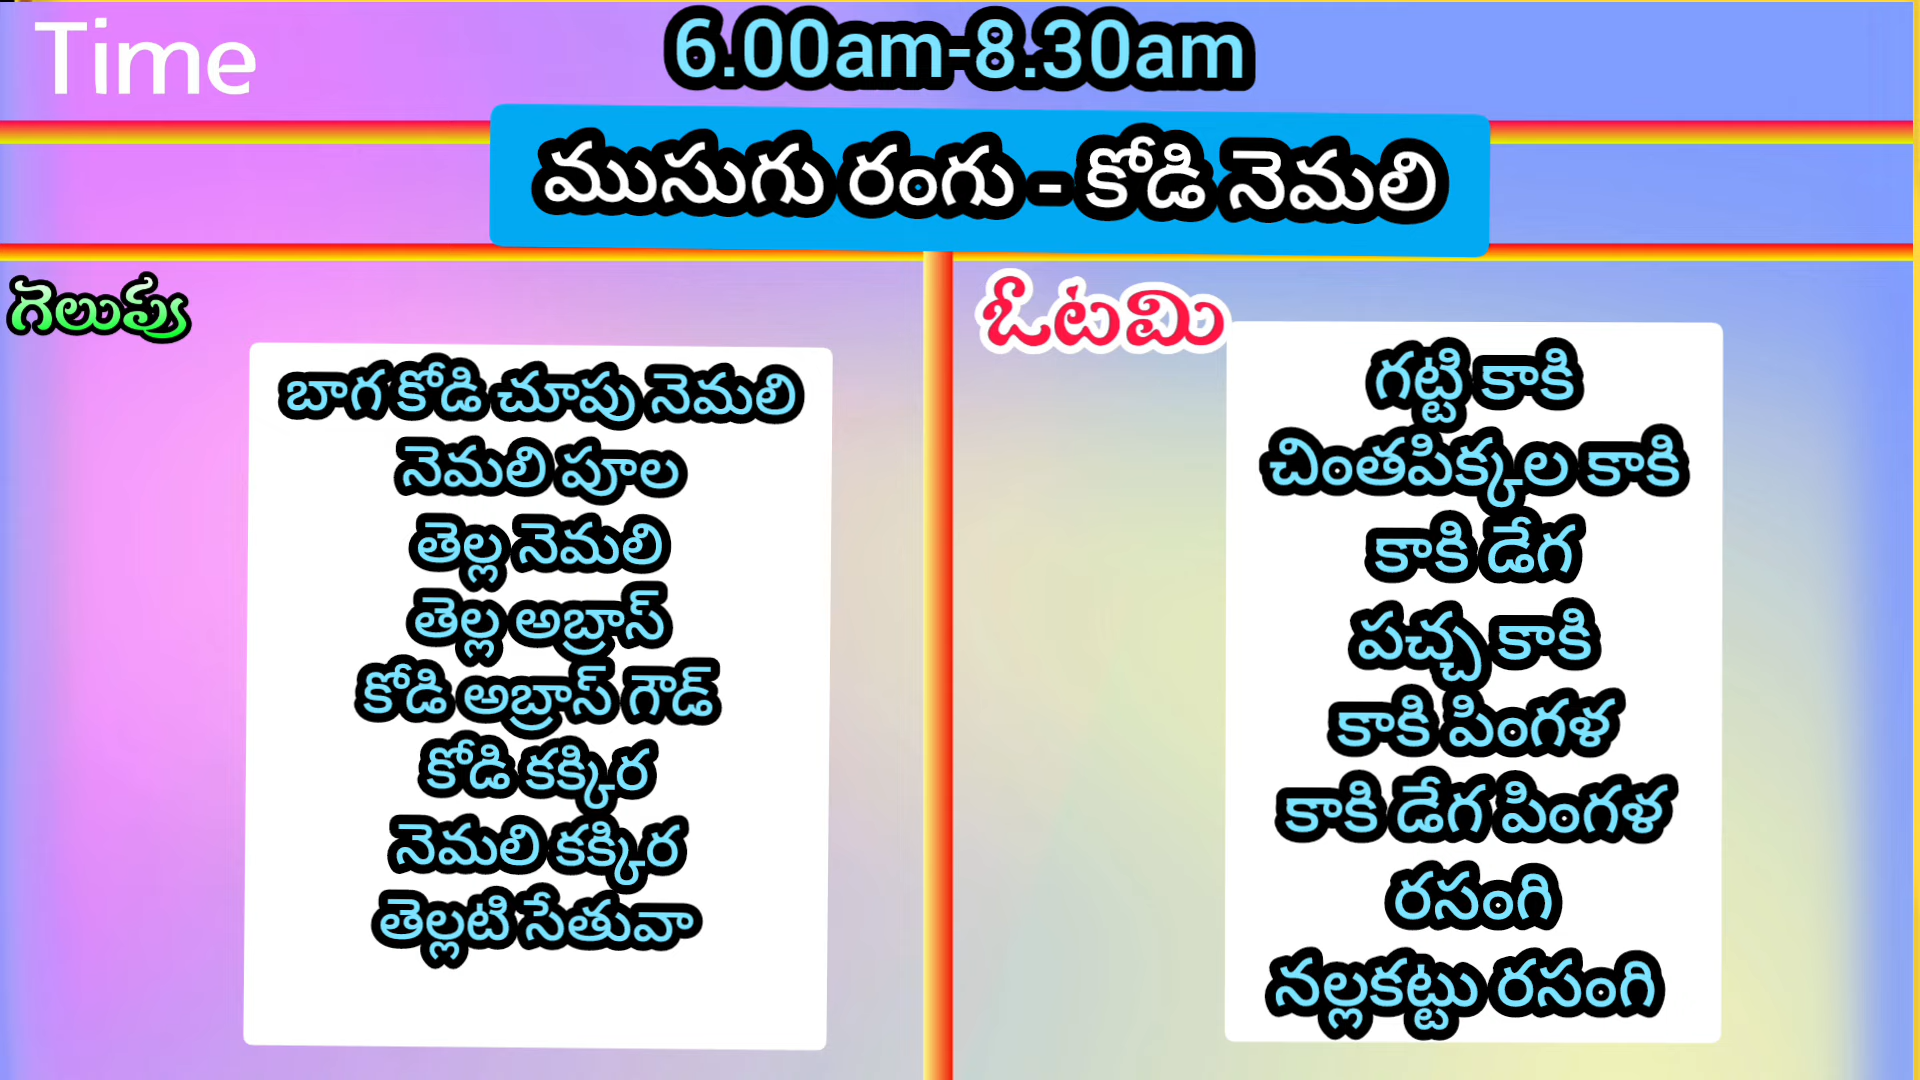 Time
6.00am-8.30am
ముసుగు రంగు - కోడి నెమలి
గెలుపు
బాగ కోడి చూపు నెమలి
నెమలి పూల
తెల్ల నెమలి
తెల్ల అబ్రాస్
కోడి అబ్రాస్ గౌడ్
కోడి కక్కిర
నెమలి కక్కిర
తెల్లటి సేతువా
ఓటమి
గట్టి కాకి
చింతపిక్కల కాకి
కాకి డేగ
పచ్చ కాకి
కాకి పింగళ
కాకి డేగ పింగళ
రసంగి
నల్లకట్టు రసంగి